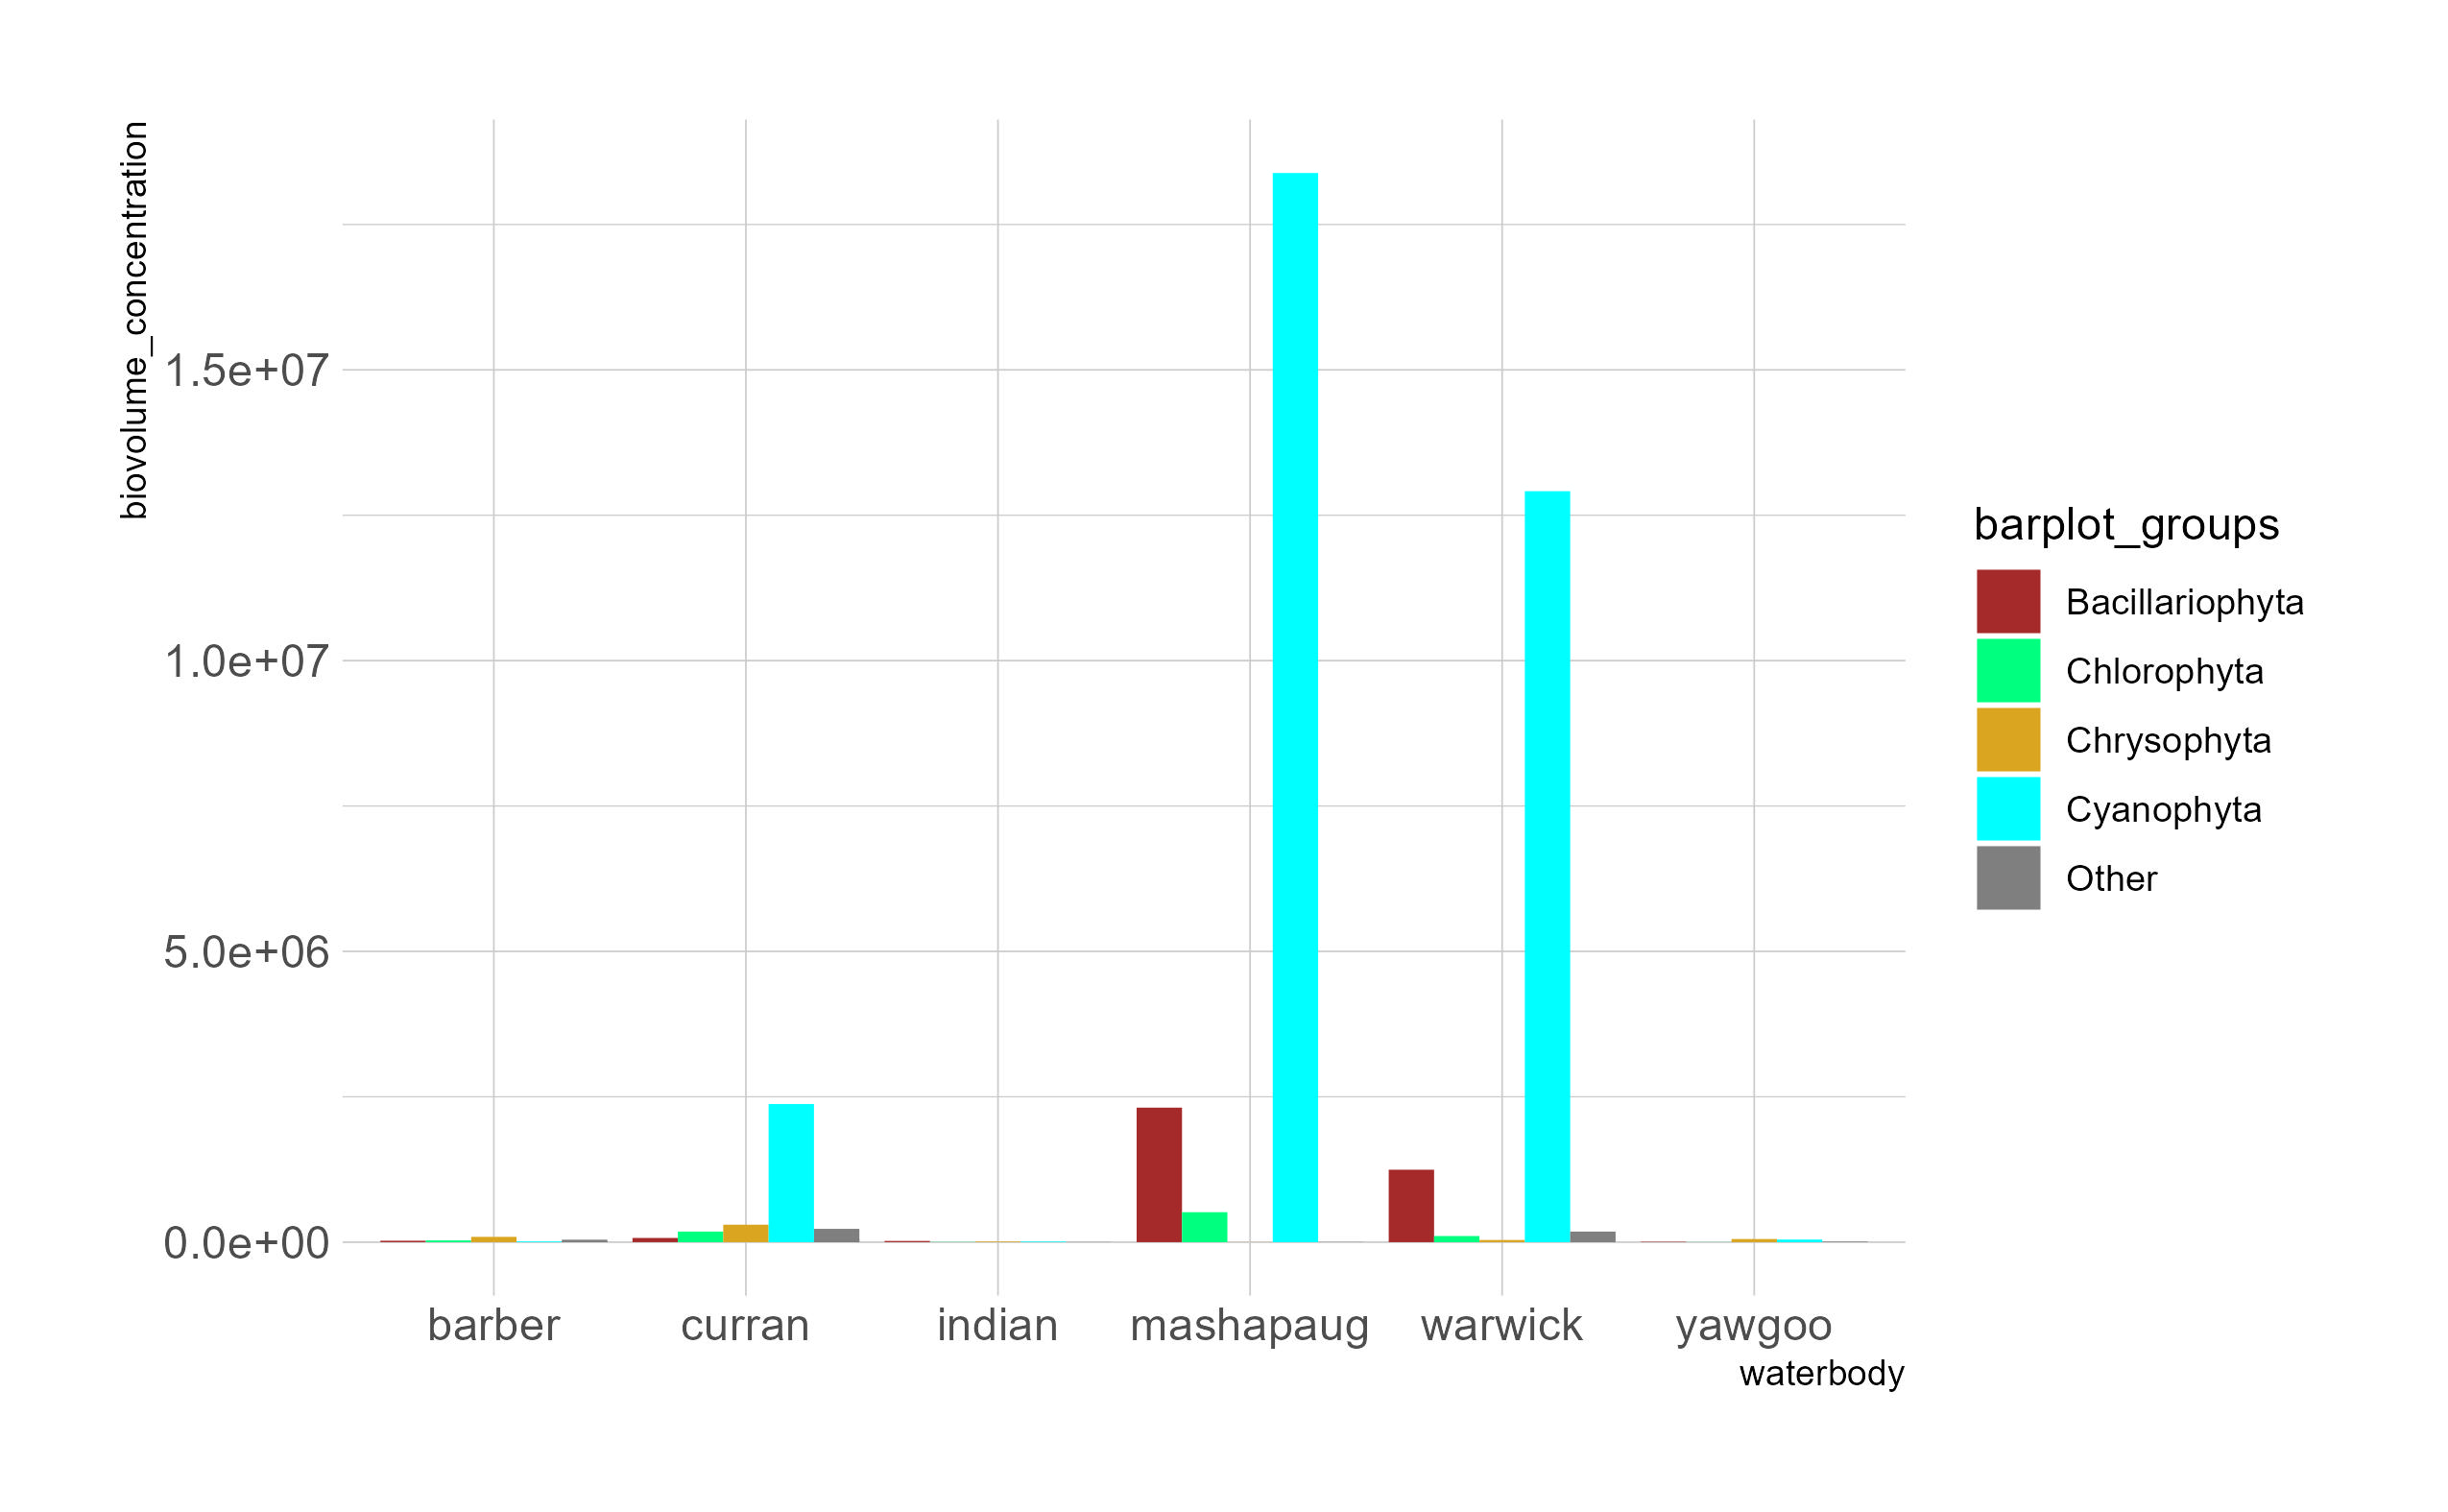 biovolume_concentration
1.5e+07
1.0e+07
5.0e+06
0.0e+00
barber curran indian mashapaug warwick yawgoo
waterbody
barplot_groups
Bacillariophyta
Chlorophyta
Chrysophyta
Cyanophyta
Other